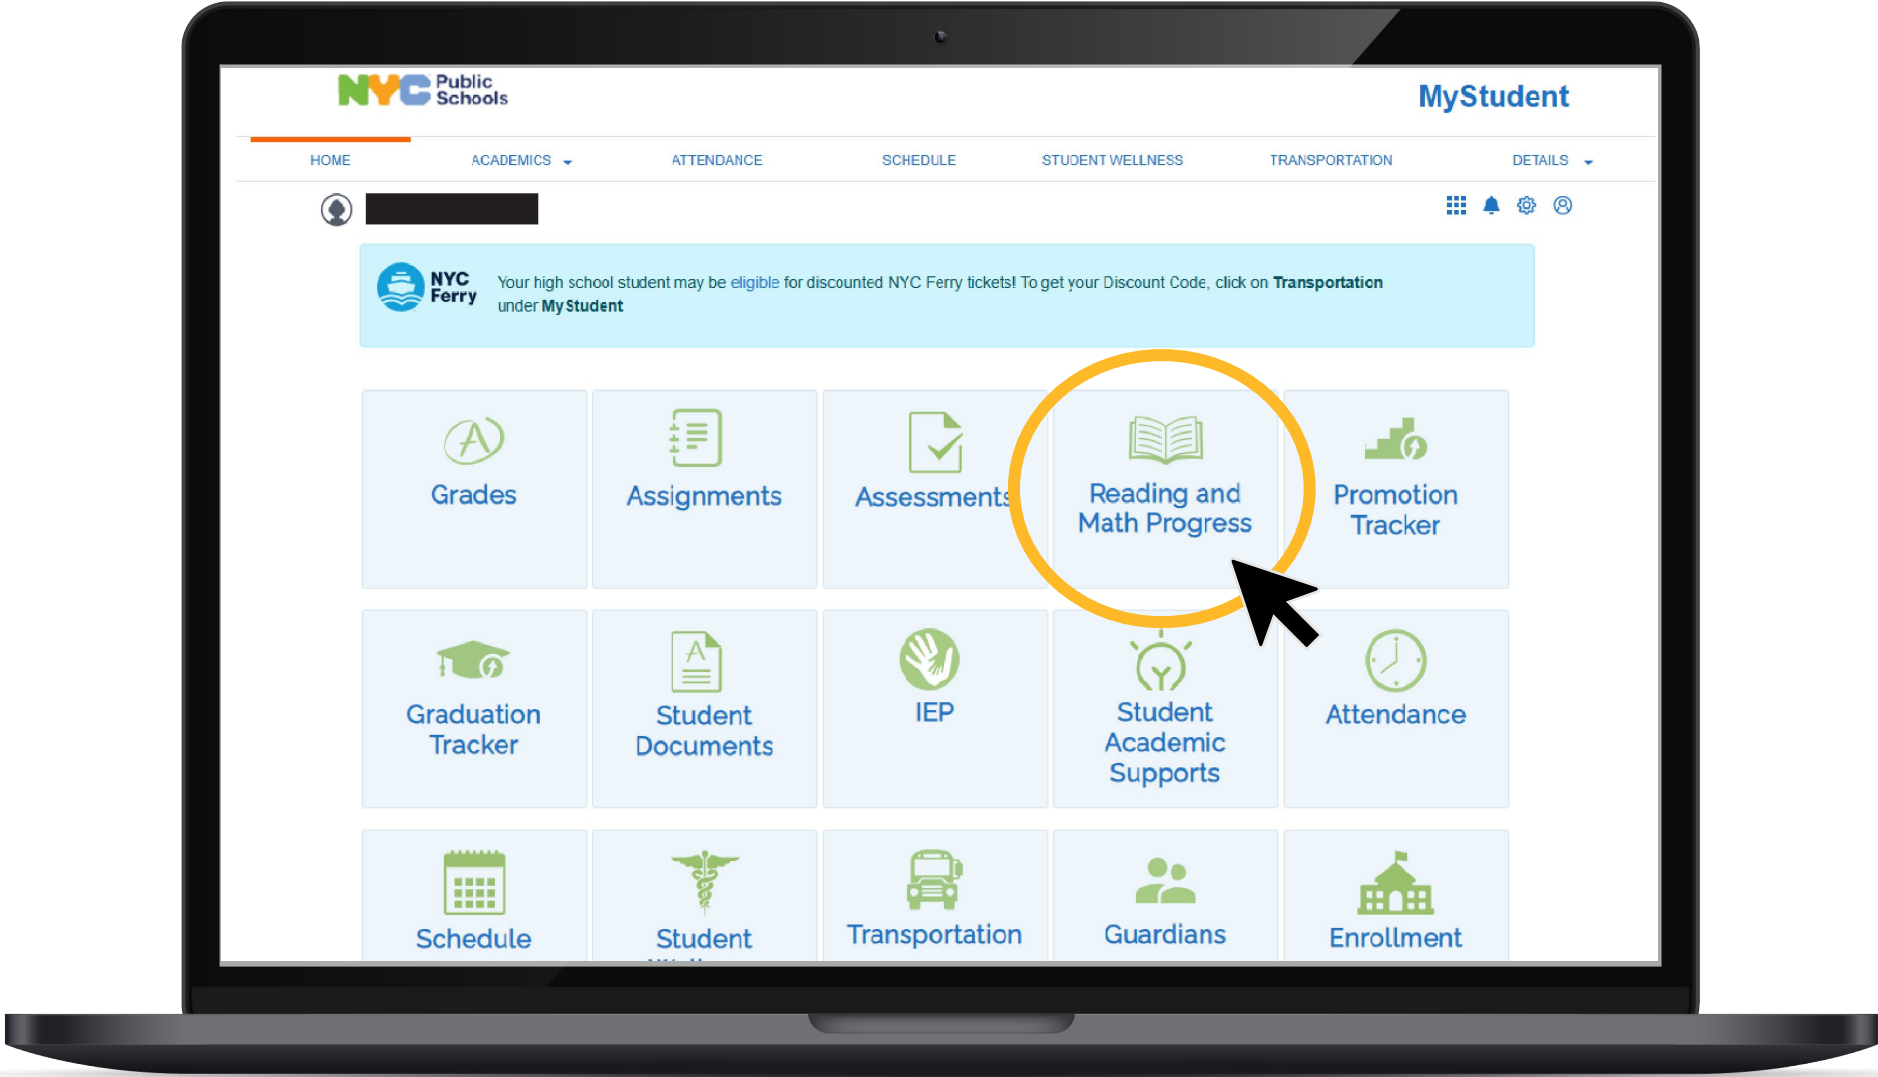 NYC Public
Schools
MyStudent
HOME
ACADEMICS
ATTENDANCE
SCHEDULE
STUDENT WELLNESS
TRANSPORTATION
DETAILS
NYC
Ferry
Your high school student may be eligible for discounted NYC Ferry tickets! To get your Discount Code, click on Transportation
under MyStudent
A
Grades
Assignments
Assessments
Reading and
Math Progress
Promotion
Tracker
Graduation
Tracker
A
Student
Documents
IEP
Student
Academic
Supports
Attendance
Schedule
Student
Transportation
Guardians
Enrollment